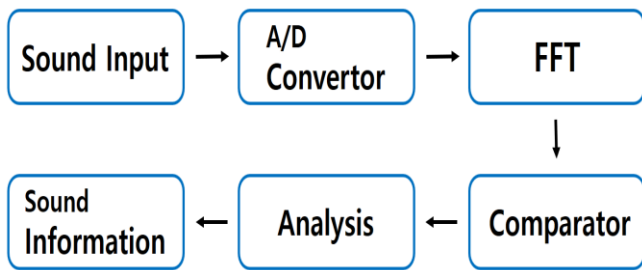 Sound Input
A/D
Convertor
FFT
Comparator
Analysis
Sound
Information